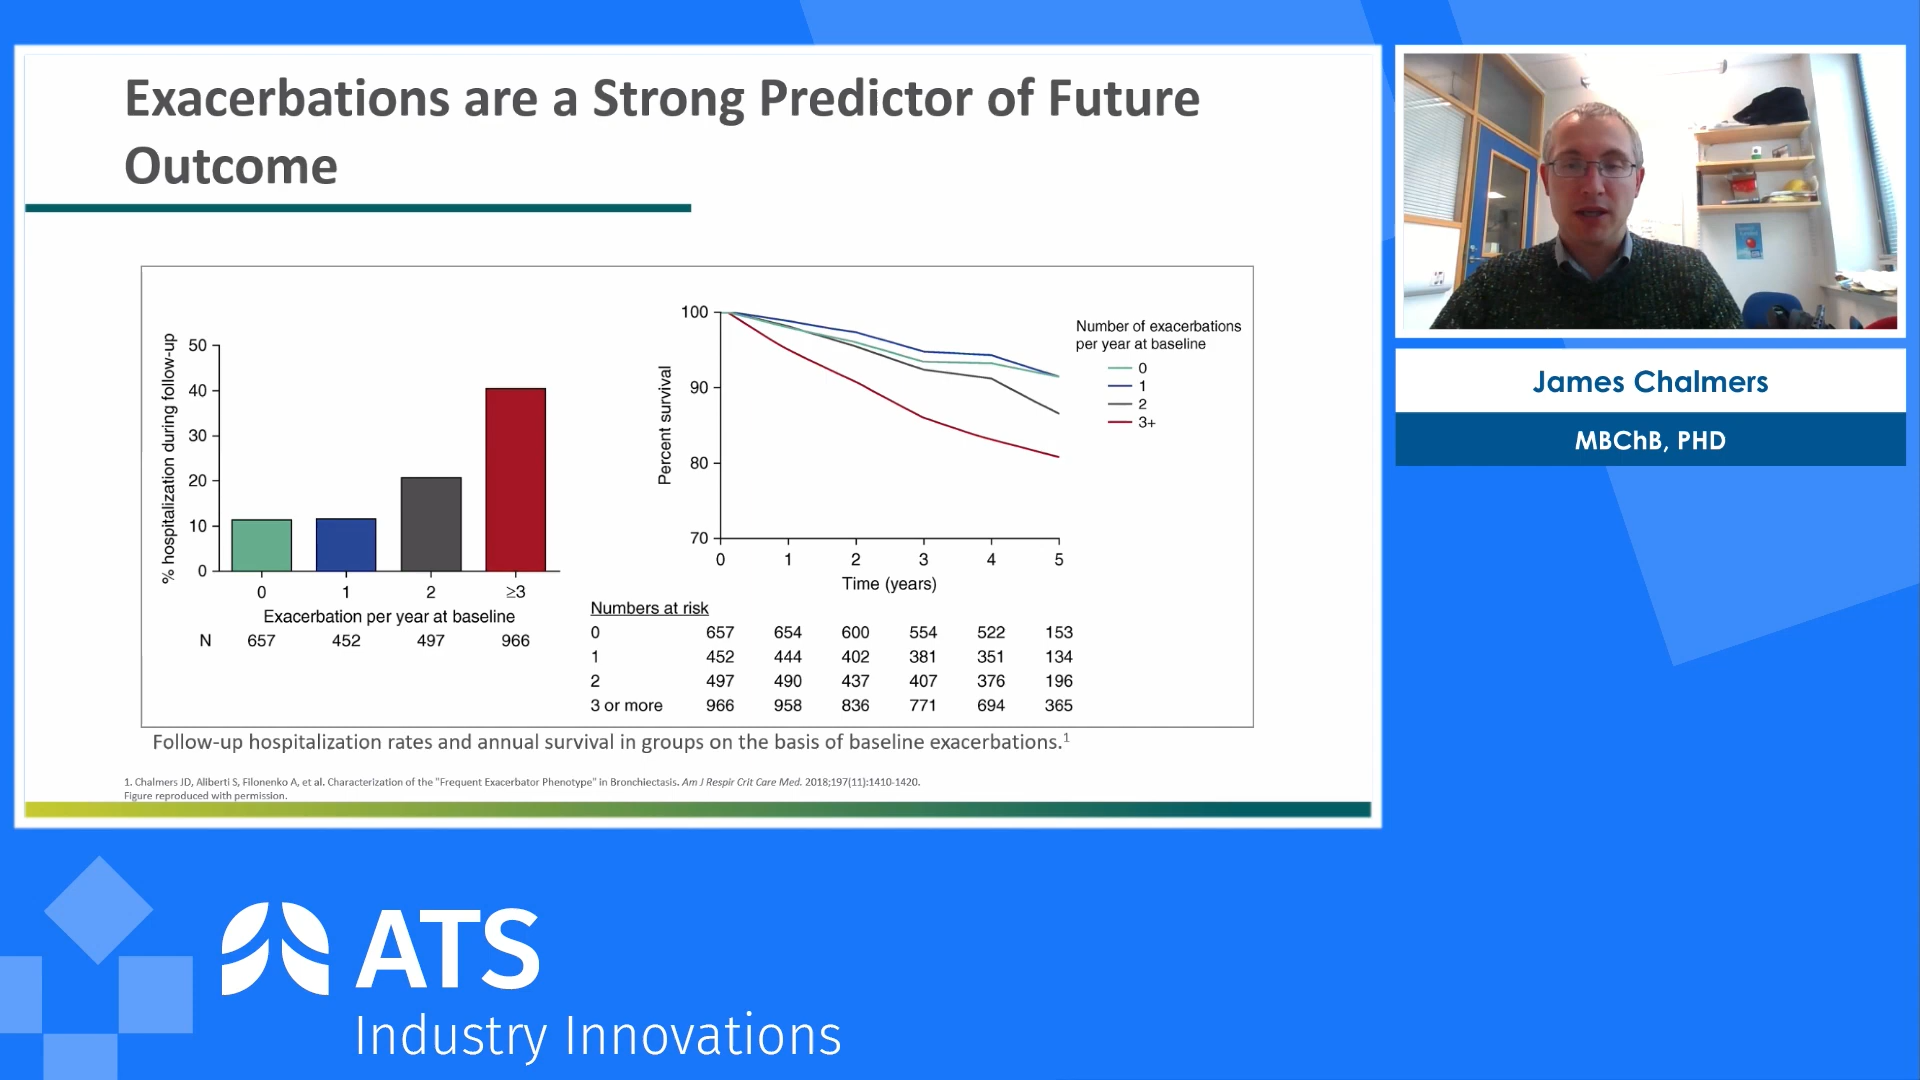 Exacerbations are a Strong Predictor of Future
Outcome
% hospitalization during follow-up
50
40
30
20
10
0
0 1 2 ≥3
Exacerbation per year at baseline
N 657 452 497 966
Percent survival
100
90
80
70
0 1 2 3 4 5
Time (years)
Number of exacerbations
per year at baseline
0
1
2
3+
Numbers at risk
0 657 654 600 554 522 153
1 452 444 402 381 351 134
2 497 490 437 407 376 196
3 or more 966 958 836 771 694 365
Follow-up hospitalization rates and annual survival in groups on the basis of baseline exacerbations.1
1. Chalmers JD, Aliberti S, Filonenko A, et al. Characterization of the "Frequent Exacerbator Phenotype" in Bronchiectasis. Am J Respir Crit Care Med. 2018;197(11):1410-1420.
Figure reproduced with permission.
James Chalmers
MBChB, PHD
ATS
Industry Innovations